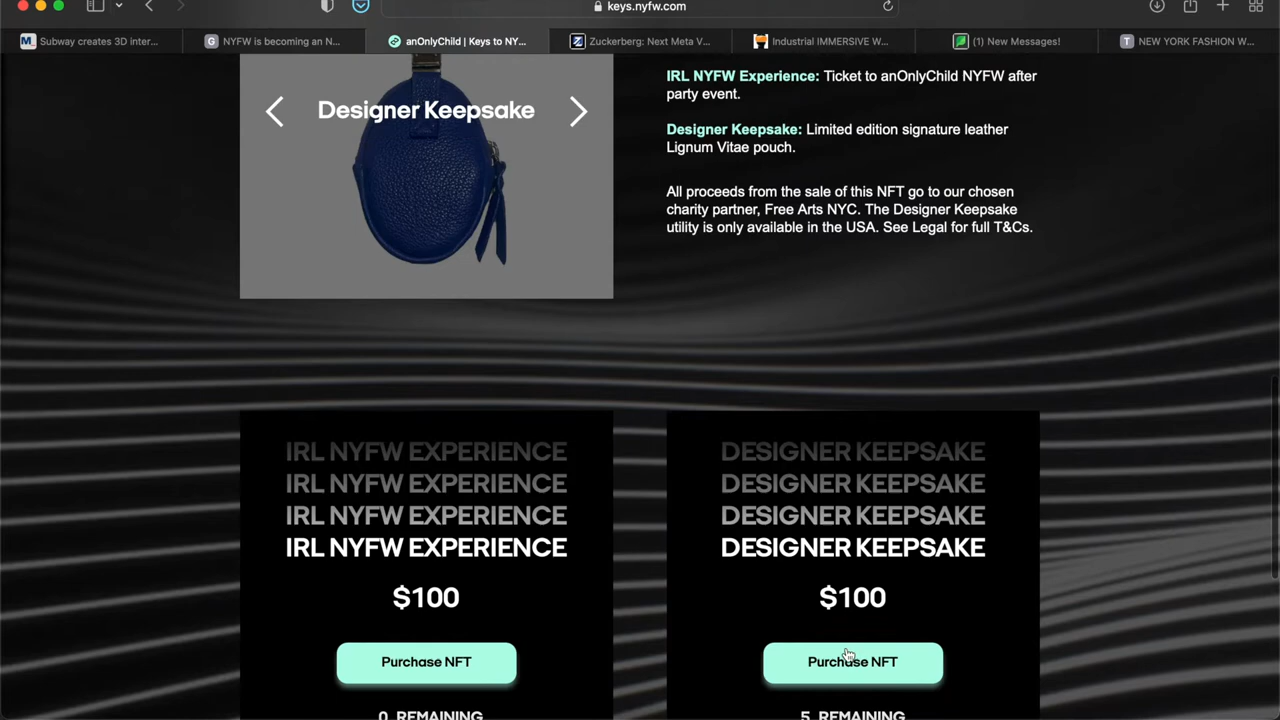 keys.nyfw.com
Subway creates 3D inter...
NYFW is becoming an N...
anOnlyChild | Keys to NY...
Zuckerberg: Next Meta V...
Industrial IMMERSIVE W...
(1) New Messages!
NEW YORK FASHION W...
Designer Keepsake
IRL NYFW Experience: Ticket to anOnlyChild NYFW after
party event.
Designer Keepsake: Limited edition signature leather
Lignum Vitae pouch.
All proceeds from the sale of this NFT go to our chosen
charity partner, Free Arts NYC. The Designer Keepsake
utility is only available in the USA. See Legal for full T&Cs.
IRL NYFW EXPERIENCE
IRL NYFW EXPERIENCE
IRL NYFW EXPERIENCE
IRL NYFW EXPERIENCE
$100
Purchase NFT
0 REMAINING
DESIGNER KEEPSAKE
DESIGNER KEEPSAKE
DESIGNER KEEPSAKE
DESIGNER KEEPSAKE
$100
Purchase NFT
5 REMAINING